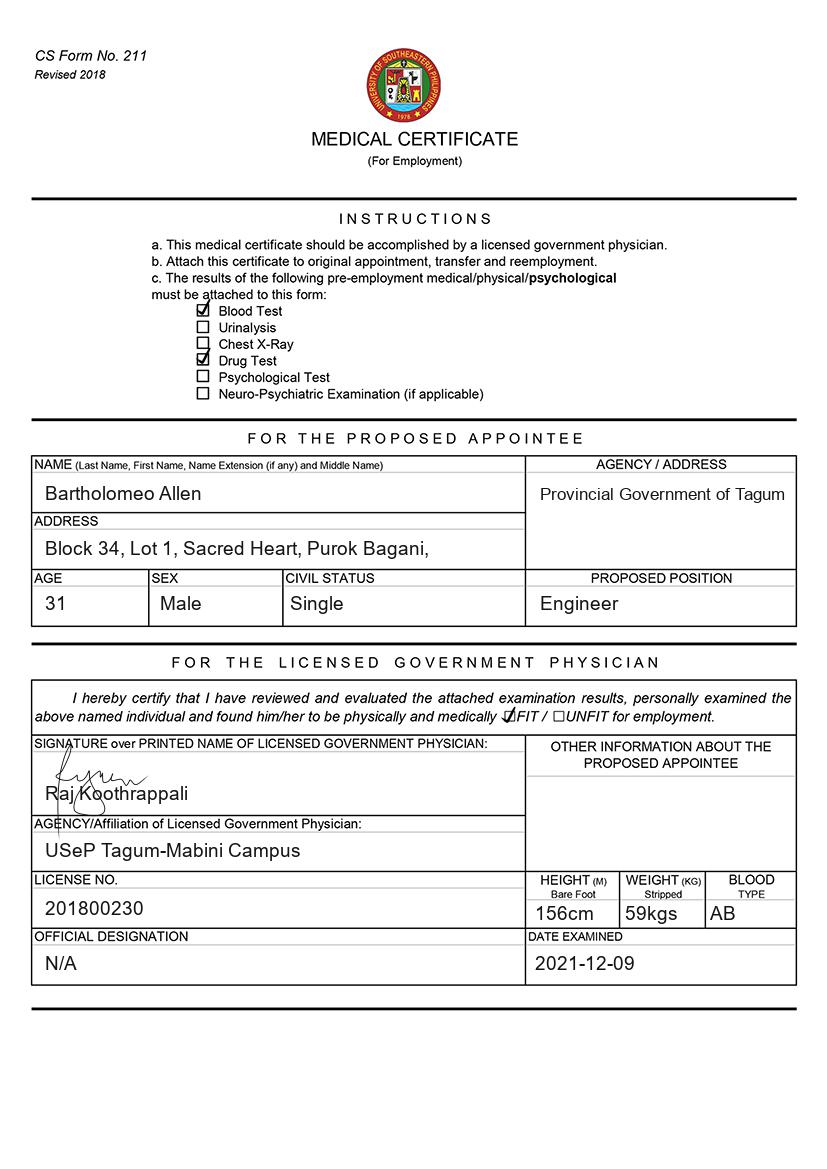 CS Form No. 211
Revised 2018
UNIVERSITY OF SOUTHEASTERN PHILIPPINES
1978
MEDICAL CERTIFICATE
(For Employment)
INSTRUCTIONS
a. This medical certificate should be accomplished by a licensed government physician.
b. Attach this certificate to original appointment, transfer and reemployment.
c. The results of the following pre-employment medical/physical/psychological
must be attached to this form:
Blood Test
Urinalysis
Chest X-Ray
Drug Test
Psychological Test
Neuro-Psychiatric Examination (if applicable)
FOR THE PROPOSED APPOINTEE
NAME (Last Name, First Name, Name Extension (if any) and Middle Name)
AGENCY / ADDRESS
Bartholomeo Allen
Provincial Government of Tagum
ADDRESS
Block 34, Lot 1, Sacred Heart, Purok Bagani,
AGE SEX CIVIL STATUS PROPOSED POSITION
31 Male Single Engineer
FOR THE LICENSED GOVERNMENT PHYSICIAN
I hereby certify that I have reviewed and evaluated the attached examination results, personally examined the
above named individual and found him/her to be physically and medically FIT / UNFIT for employment.
SIGNATURE over PRINTED NAME OF LICENSED GOVERNMENT PHYSICIAN:
OTHER INFORMATION ABOUT THE
PROPOSED APPOINTEE
Raj Koothrappali
AGENCY/Affiliation of Licensed Government Physician:
USeP Tagum-Mabini Campus
LICENSE NO.
201800230
HEIGHT (M) WEIGHT (KG) BLOOD
Bare Foot Stripped TYPE
156cm 59kgs AB
OFFICIAL DESIGNATION
DATE EXAMINED
N/A
2021-12-09